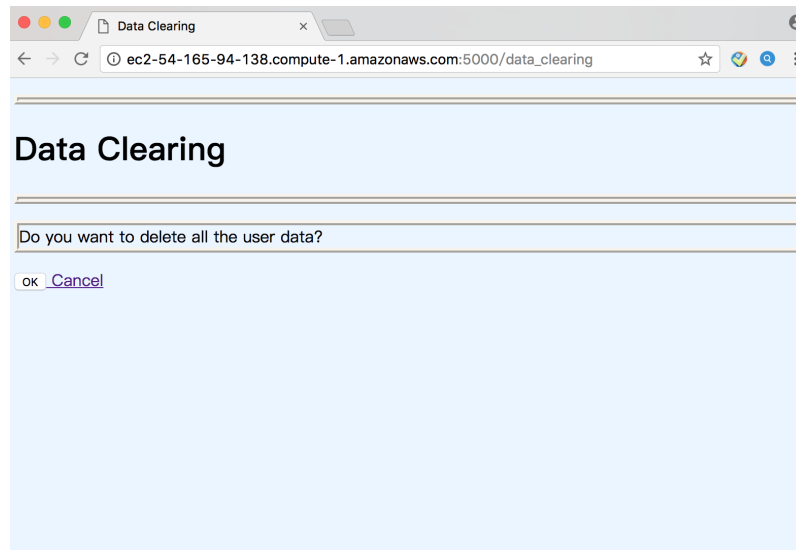 Data Clearing
ec2-54-165-94-138.compute-1.amazonaws.com:5000/data_clearing
Data Clearing
Do you want to delete all the user data?
OK Cancel